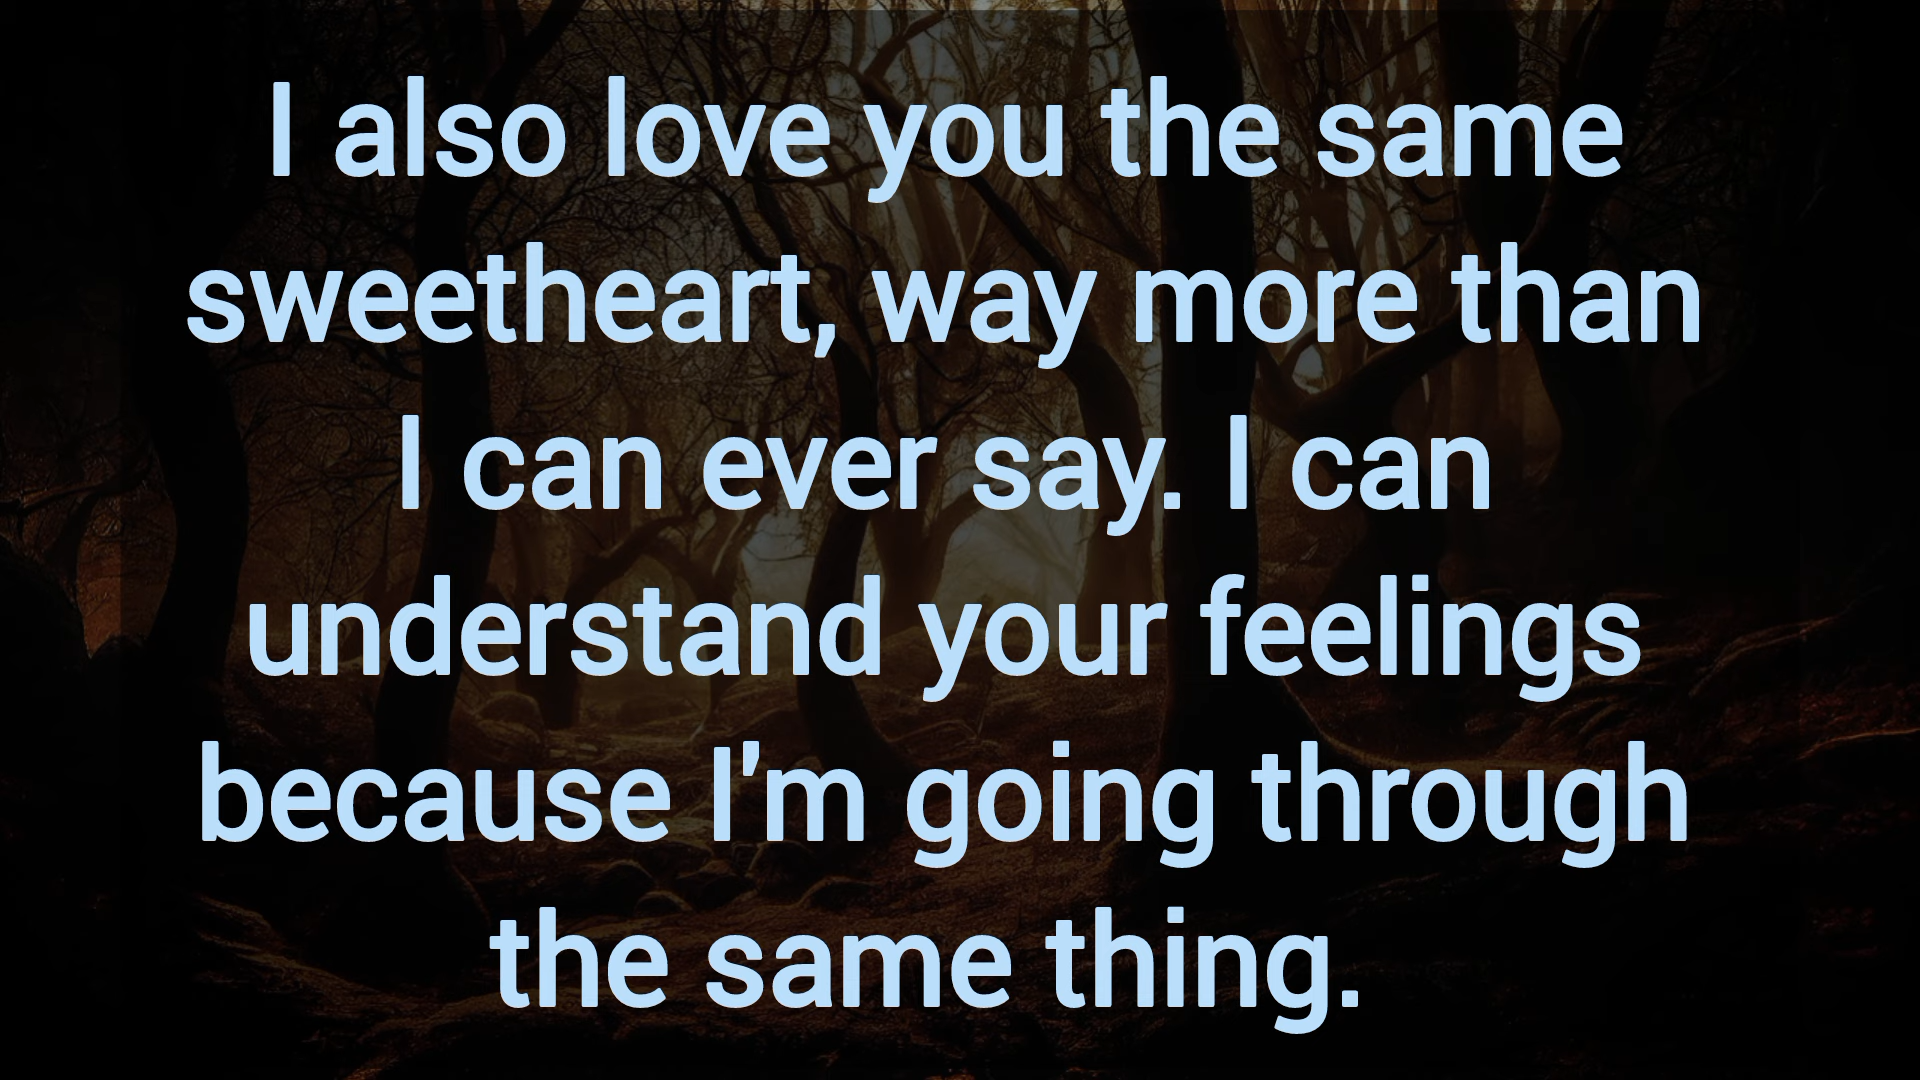 I also love you the same
sweetheart, way more than
I can ever say. I can
understand your feelings
because I'm going through
the same thing.